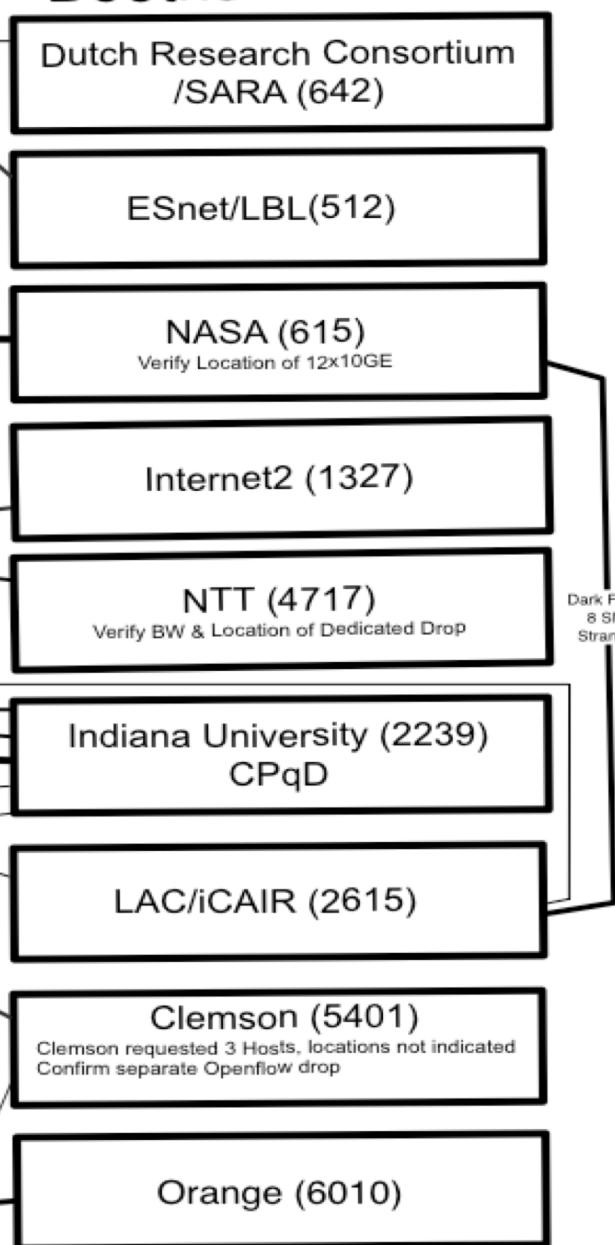 Dutch Research Consortium
/SARA (642)
ESnet/LBL(512)
NASA (615)
Verify Location of 12x10GE
Internet2 (1327)
NTT (4717)
Verify BW & Location of Dedicated Drop
Dark
8
Indiana University (2239)
CPqD
LAC/iCAIR (2615)
Clemson (5401)
Clemson requested 3 Hosts, locations not indicated
Confirm separate Openflow drop
Orange (6010)